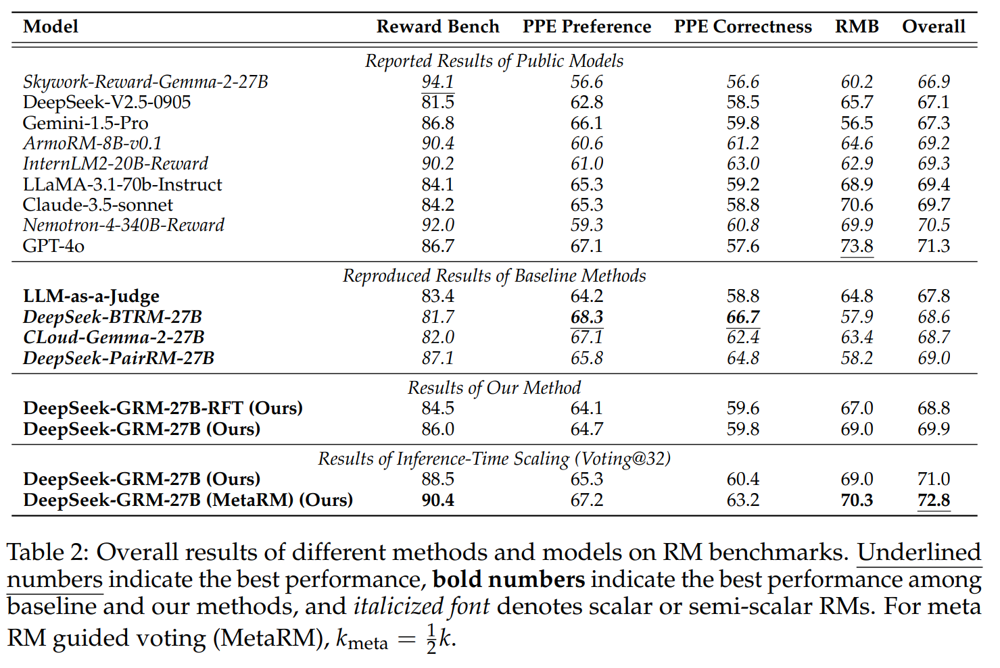 Model Reward Bench PPE Preference PPE Correctness RMB Overall
Reported Results of Public Models
Skywork-Reward-Gemma-2-27B 94.1 56.6 56.6 60.2 66.9
DeepSeek-V2.5-0905 81.5 62.8 58.5 65.7 67.1
Gemini-1.5-Pro 86.8 66.1 59.8 56.5 67.3
ArmoRM-8B-v0.1 90.4 60.6 61.2 64.6 69.2
InternLM2-20B-Reward 90.2 61.0 63.0 62.9 69.3
LLaMA-3.1-70b-Instruct 84.1 65.3 59.2 68.9 69.4
Claude-3.5-sonnet 84.2 65.3 58.8 70.6 69.7
Nemotron-4-340B-Reward 92.0 59.3 60.8 69.9 70.5
GPT-4o 86.7 67.1 57.6 73.8 71.3
Reproduced Results of Baseline Methods
LLM-as-a-Judge 83.4 64.2 58.8 64.8 67.8
DeepSeek-BTRM-27B 81.7 68.3 66.7 57.9 68.6
CLoud-Gemma-2-27B 82.0 67.1 62.4 63.4 68.7
DeepSeek-PairRM-27B 87.1 65.8 64.8 58.2 69.0
Results of Our Method
DeepSeek-GRM-27B-RFT (Ours) 84.5 64.1 59.6 67.0 68.8
DeepSeek-GRM-27B (Ours) 86.0 64.7 59.8 69.0 69.9
Results of Inference-Time Scaling (Voting@32)
DeepSeek-GRM-27B (Ours) 88.5 65.3 60.4 69.0 71.0
DeepSeek-GRM-27B (MetaRM) (Ours) 90.4 67.2 63.2 70.3 72.8
Table 2: Overall results of different methods and models on RM benchmarks. Underlined
numbers indicate the best performance, bold numbers indicate the best performance among
baseline and our methods, and italicized font denotes scalar or semi-scalar RMs. For meta
RM guided voting (MetaRM), k_meta = 1/2 k.